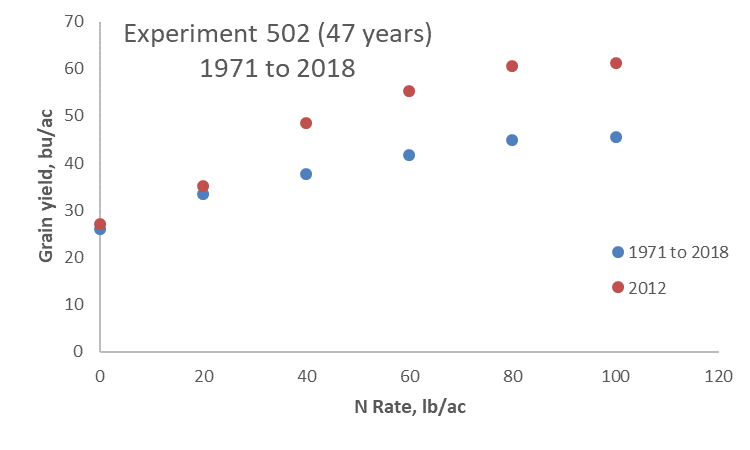 Experiment 502 (47 years)
1971 to 2018
Grain yield, bu/ac
70
60
50
40
30
20
10
0
0 20 40 60 80 100 120
N Rate, lb/ac
1971 to 2018
2012